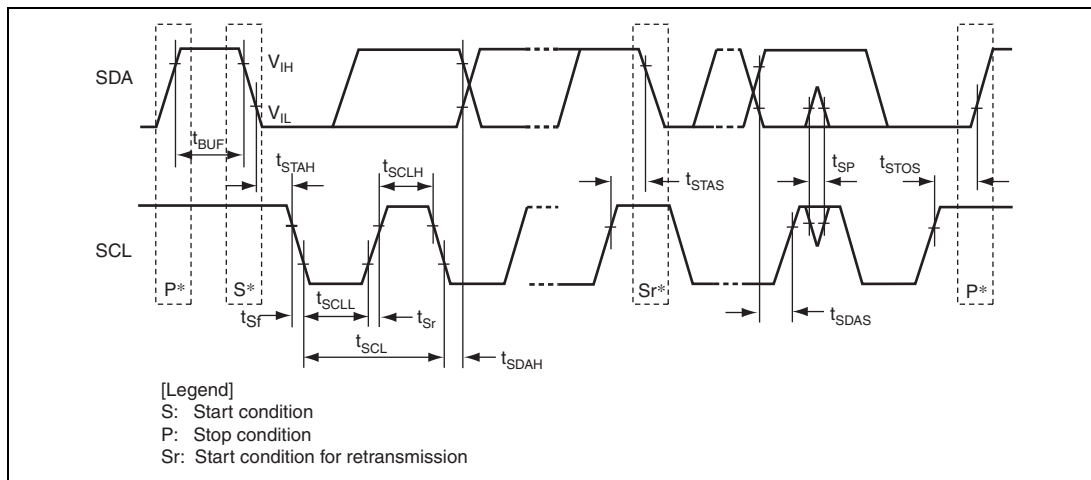 SDA
V_IH
V_IL
t_BUF
t_STAH
t_SCLH
t_STAS
t_SP
t_STOS
SCL
P*
S*
Sr*
P*
t_Sf
t_SCLL
t_Sr
t_SDAS
t_SCL
t_SDAH
[Legend]
S: Start condition
P: Stop condition
Sr: Start condition for retransmission